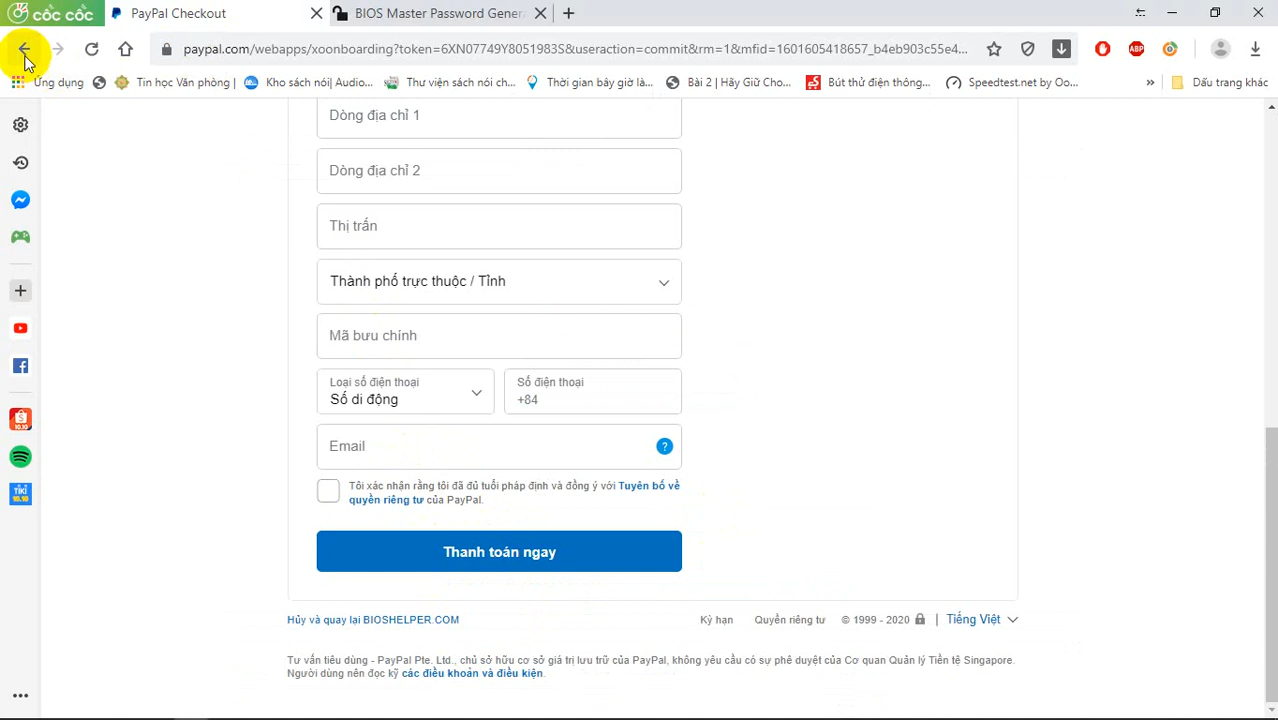 cốc cốc
PayPal Checkout
BIOS Master Password Genera
paypal.com/webapps/xoonboarding?token=6XN07749Y8051983S&useraction=commit&rm=1&mfid=1601605418657_b4eb903c55e4...
ABP
Ứng dụng
Tin học Văn phòng |
Kho sách nói| Audio...
Thư viện sách tói ch...
Thời gian bây giờ là...
Bài 2 | Hãy Giữ Cho...
Bút thử điện thông...
Speedtest.net by Oo...
»
Dấu trang khác
Dòng địa chỉ 1
Dòng địa chỉ 2
Thị trấn
Thành phố trực thuộc / Tỉnh
Mã bưu chính
Loại số điện thoại
Số di động
Số điện thoại
+84
Email
?
Tôi xác nhận rằng tôi đã đủ tuổi pháp định và đồng ý với Tuyên bố về
quyền riêng tư của PayPal.
Thanh toán ngay
Hủy và quay lại BIOSHELPER.COM
Kỳ hạn
Quyền riêng tư
© 1999 - 2020
| Tiếng Việt
Tư vấn tiêu dùng - PayPal Pte. Ltd., chủ sở hữu cơ sở giá trị lưu trữ của PayPal, không yêu cầu có sự phê duyệt của Cơ quan Quản lý Tiền tệ Singapore.
Người dùng nên đọc kỹ các điều khoản và điều kiện.
10.10
TIKI
10.10